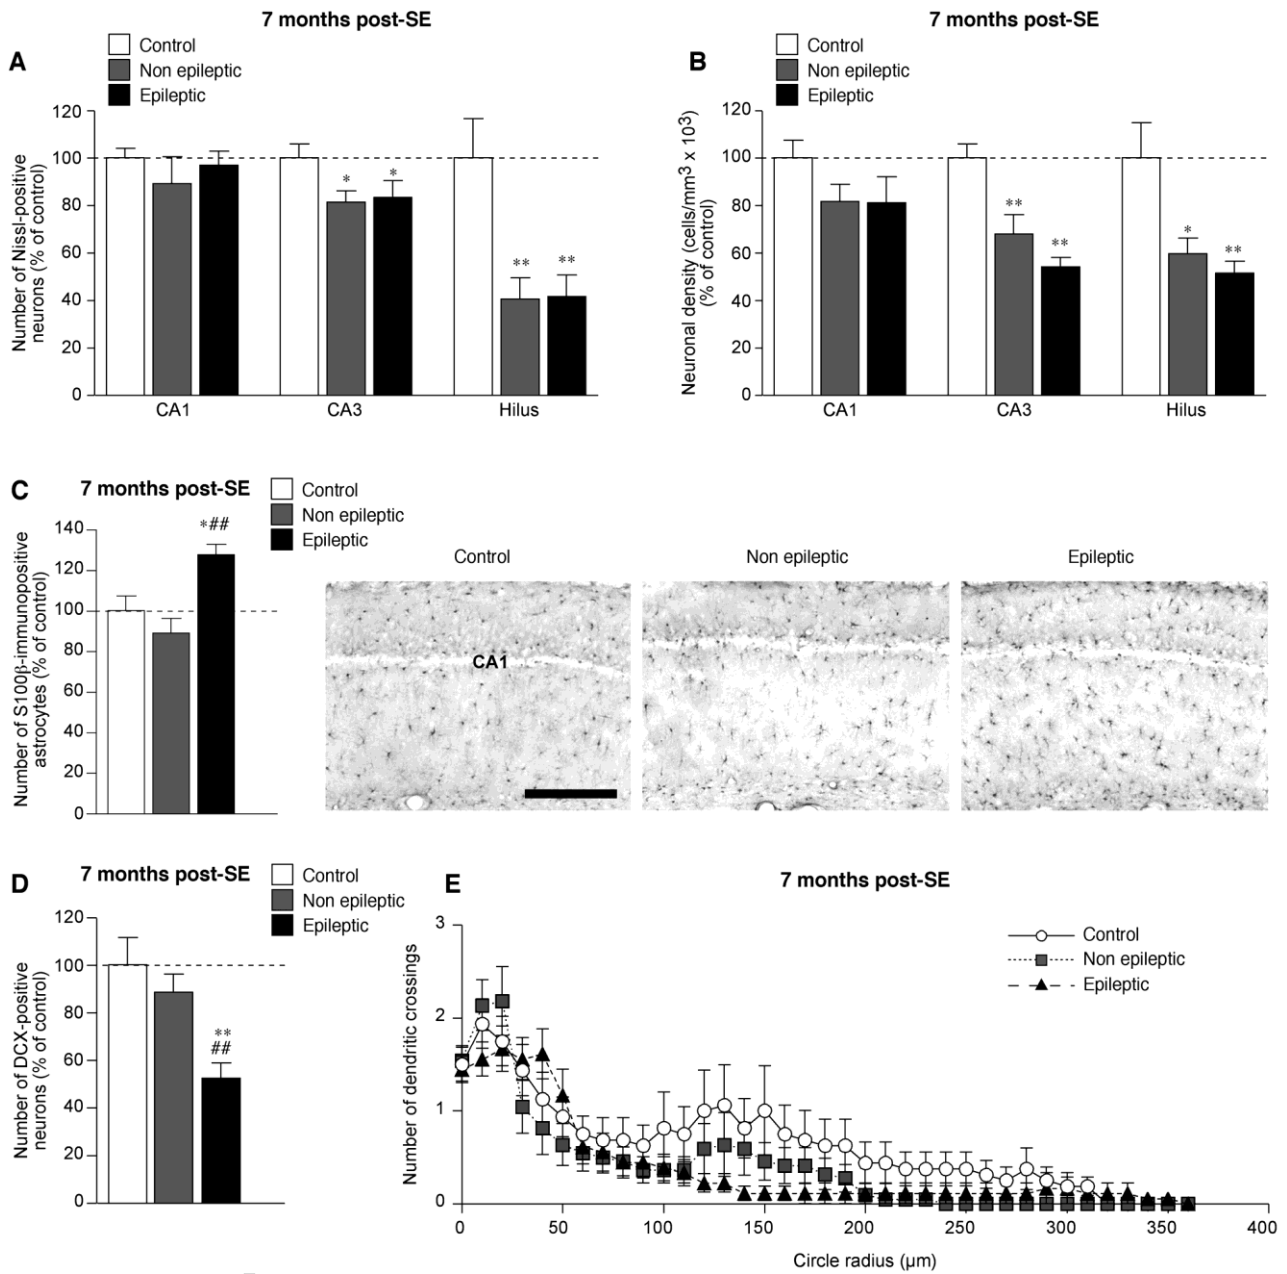 7 months post-SE
A
Control
Non epileptic
Epileptic
Number of Nissl-positive
neurons (% of control)
120
100
80
60
40
20
0
*
*
**
**
CA1
CA3
Hilus
7 months post-SE
B
Control
Non epileptic
Epileptic
Neuronal density (cells/mm3 x 103)
(% of control)
120
100
80
60
40
20
0
**
**
*
**
CA1
CA3
Hilus
C
7 months post-SE
Control
Non epileptic
Epileptic
Number of S100β-immunopositive
astrocytes (% of control)
140
120
100
80
60
40
20
0
*##
Control
Non epileptic
Epileptic
CA1
D
7 months post-SE
Control
Non epileptic
Epileptic
Number of DCX-positive
neurons (% of control)
120
100
80
60
40
20
0
**
##
E
7 months post-SE
Control
Non epileptic
Epileptic
Number of dendritic crossings
3
2
1
0
0 50 100 150 200 250 300 350 400
Circle radius (µm)